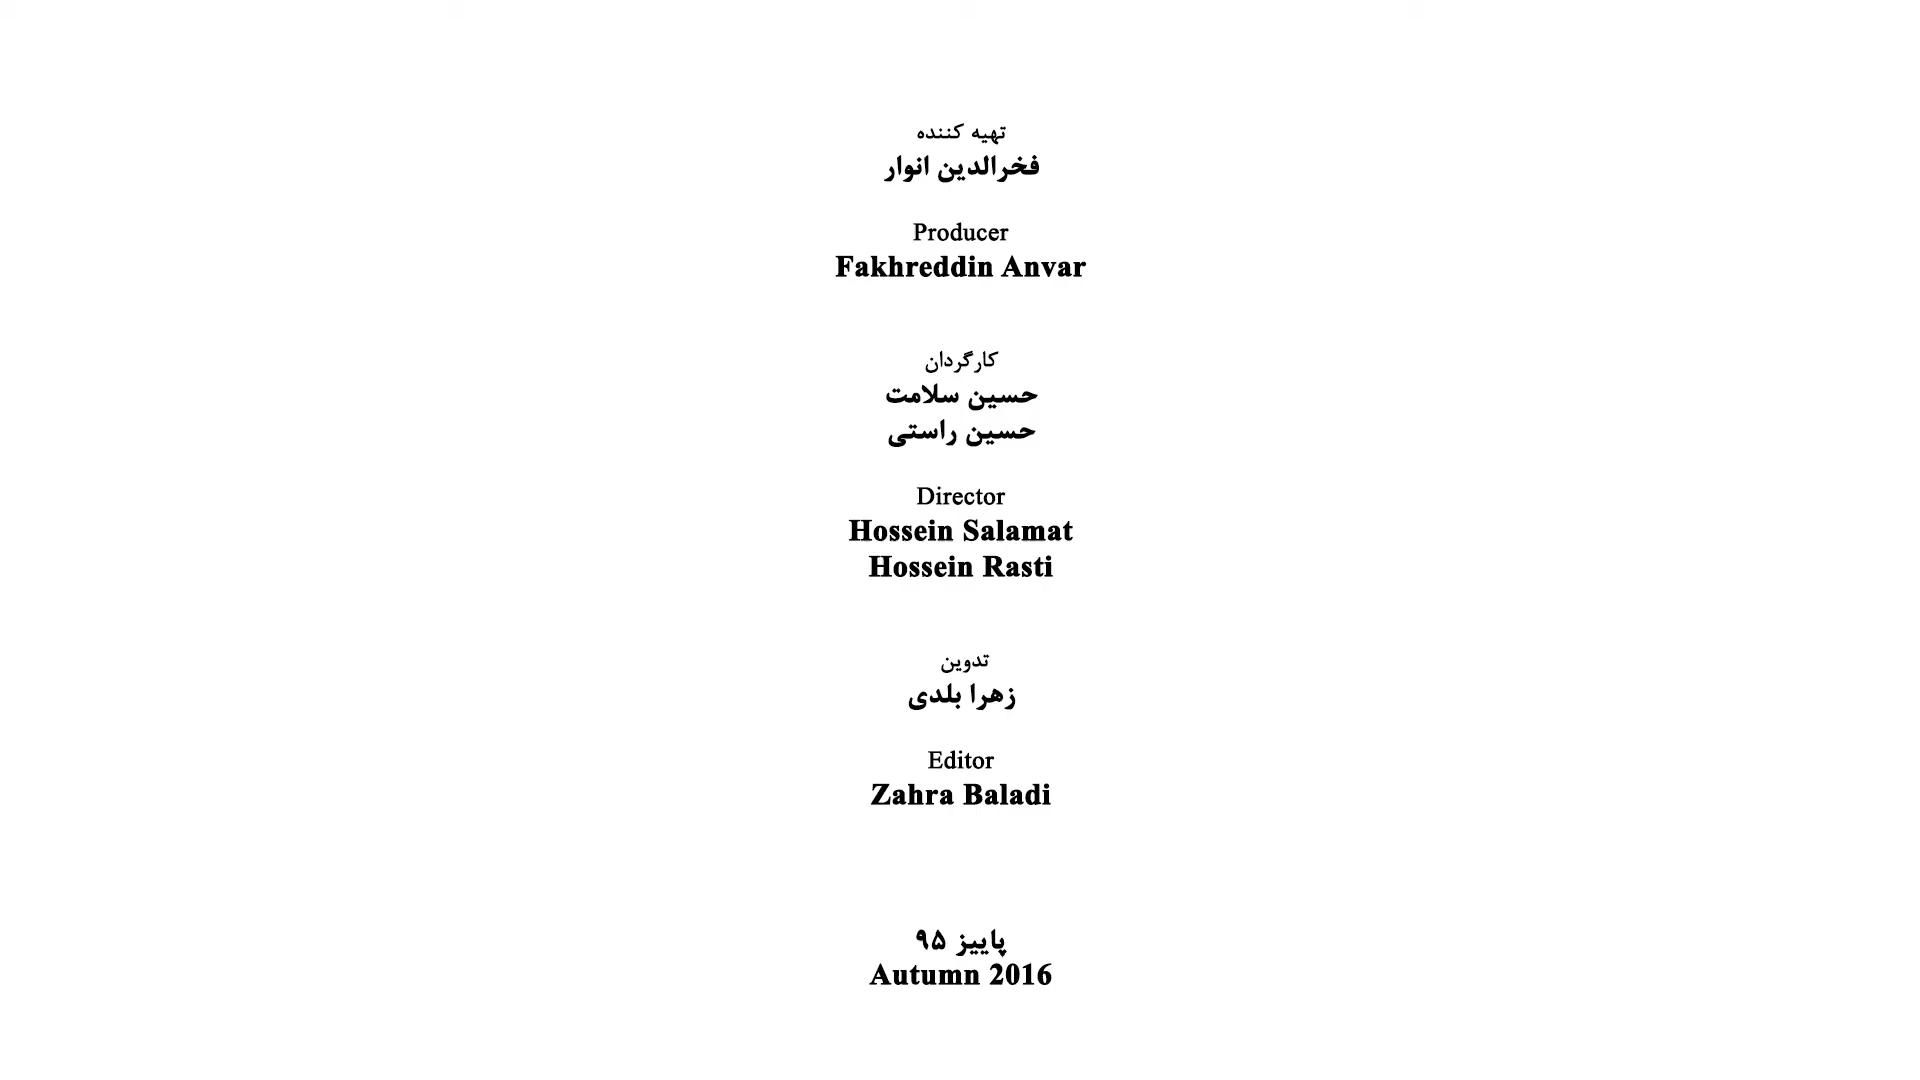 تهیه کننده
فخرالدین انوار
Producer
Fakhreddin Anvar
کارگردان
حسین سلامت
حسین راستی
Director
Hossein Salamat
Hossein Rasti
تدوین
زهرا بلدی
Editor
Zahra Baladi
پاییز ۹۵
Autumn 2016